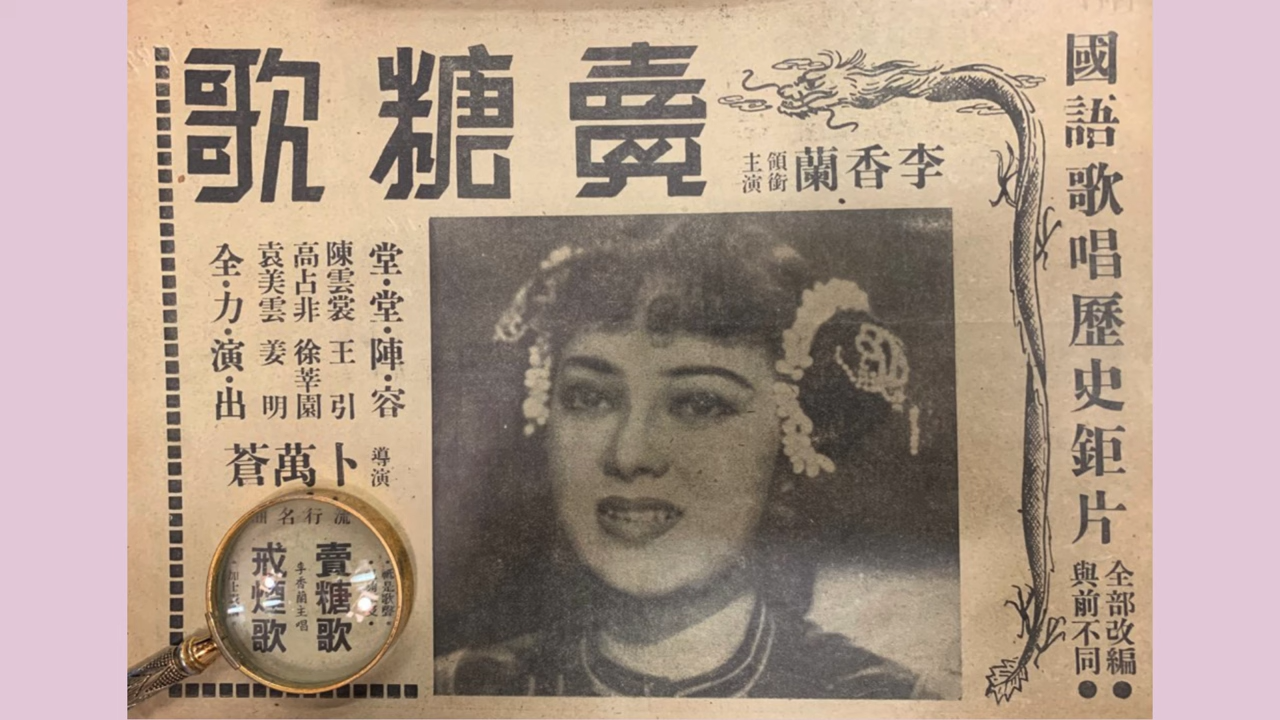 國語歌唱歷史鉅片
全部改編
與前不同
李香蘭
領銜
主演
賣糖歌
堂·堂·陣·容
陳雲裳 王引
高占非 徐莘園
袁美雲 姜明
全·力·演·出
導演
卜萬蒼
流行名
賣糖歌
李香蘭主唱
戒煙歌